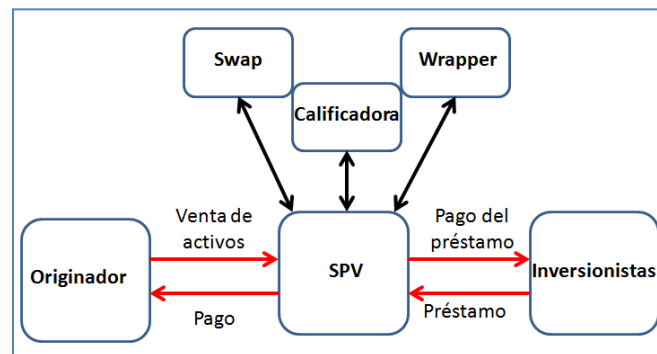 Swap
Wrapper
Calificadora
Venta de
activos
Pago del
préstamo
Originador
SPV
Inversionistas
Pago
Préstamo